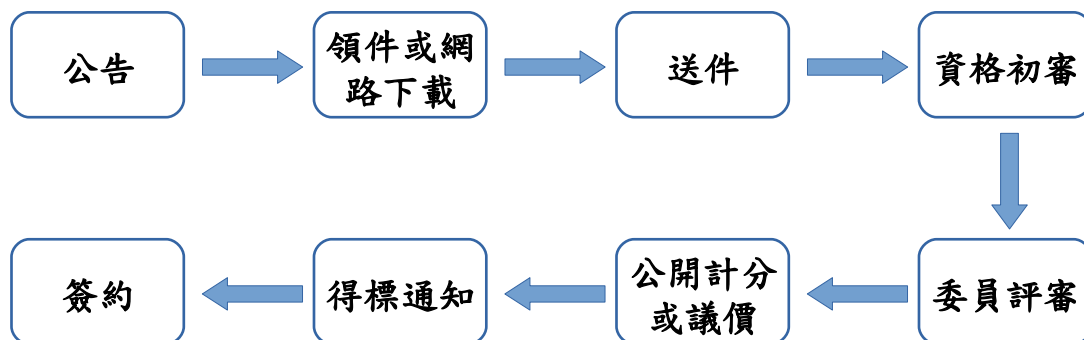 公告
領件或網
路下載
送件
資格初審
委員評審
公開計分
或議價
得標通知
簽約